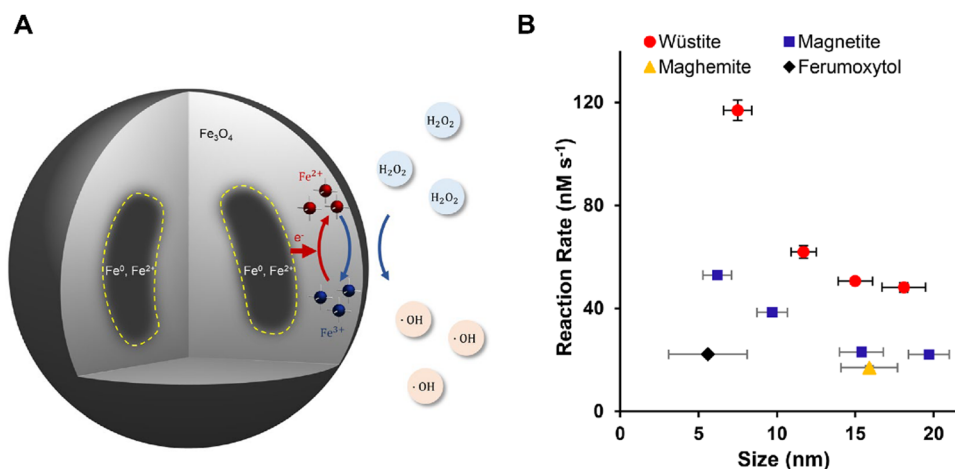 A
Fe₃O₄
Fe²⁺
e⁻
Fe⁰, Fe²⁺
Fe⁰, Fe²⁺
Fe³⁺
H₂O₂
H₂O₂
H₂O₂
· OH
· OH
· OH
B
Wüstite
Magnetite
Maghemite
Ferumoxytol
Reaction Rate (nM s⁻¹)
120
80
40
0
0 5 10 15 20
Size (nm)